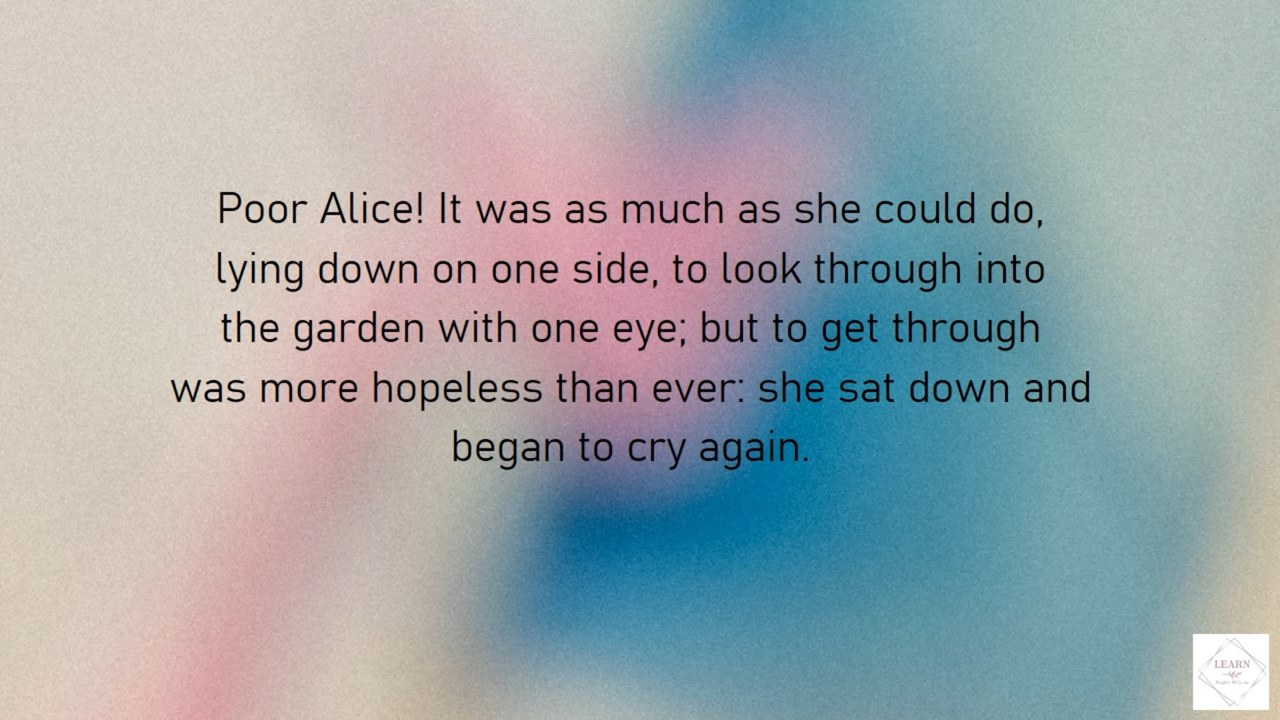 Poor Alice! It was as much as she could do,
lying down on one side, to look through into
the garden with one eye; but to get through
was more hopeless than ever: she sat down and
began to cry again.
LEARN